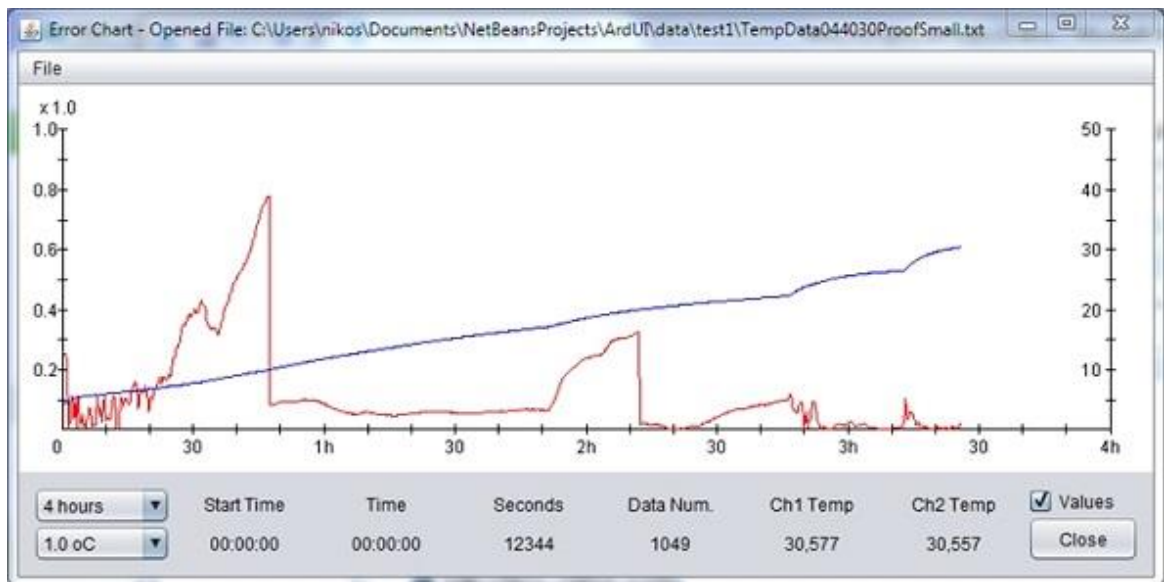 Error Chart - Opened File: C:\Users\nikos\Documents\NetBeansProjects\ArdUI\data\test1\TempData044030ProofSmall.txt
File
x 1.0
1.0 50
0.8 40
0.6 30
0.4 20
0.2 10
0 30 1h 30 2h 30 3h 30 4h
4 hours Start Time Time Seconds Data Num. Ch1 Temp Ch2 Temp Values
1.0 oC 00:00:00 00:00:00 12344 1049 30,577 30,557 Close